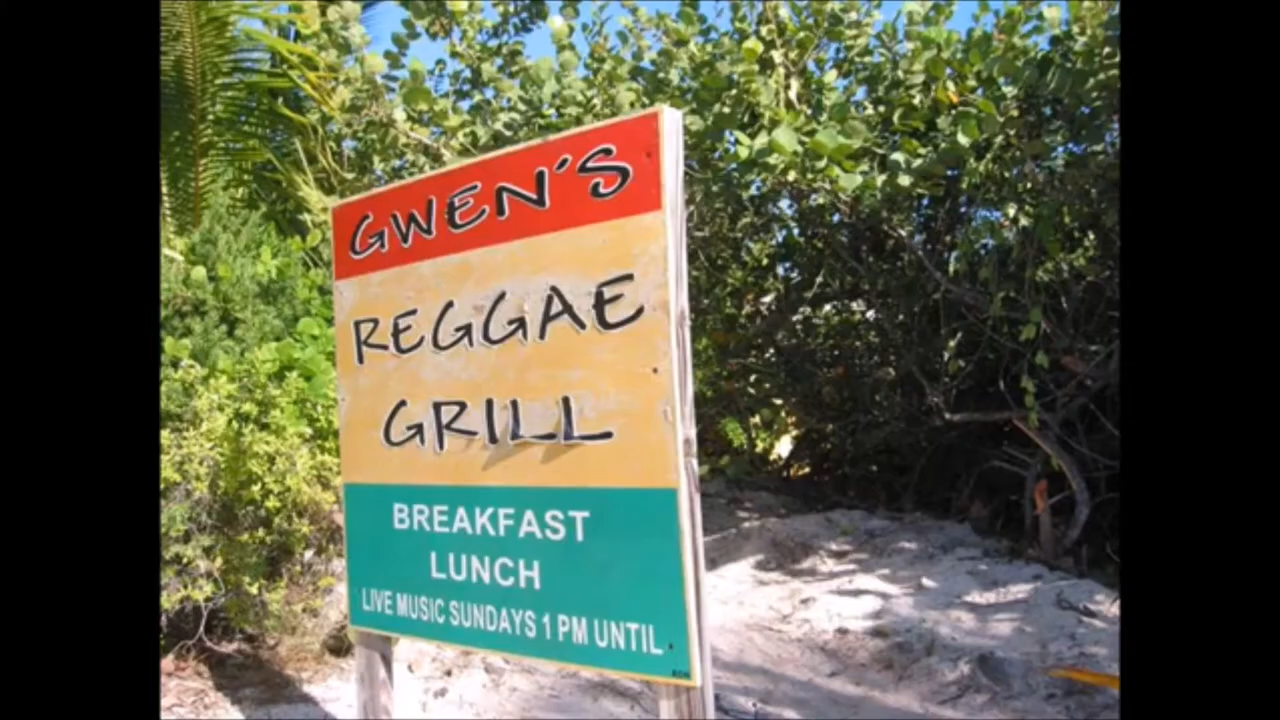 GWEN'S
REGGAE
GRILL
BREAKFAST
LUNCH
LIVE MUSIC SUNDAYS 1 PM UNTIL